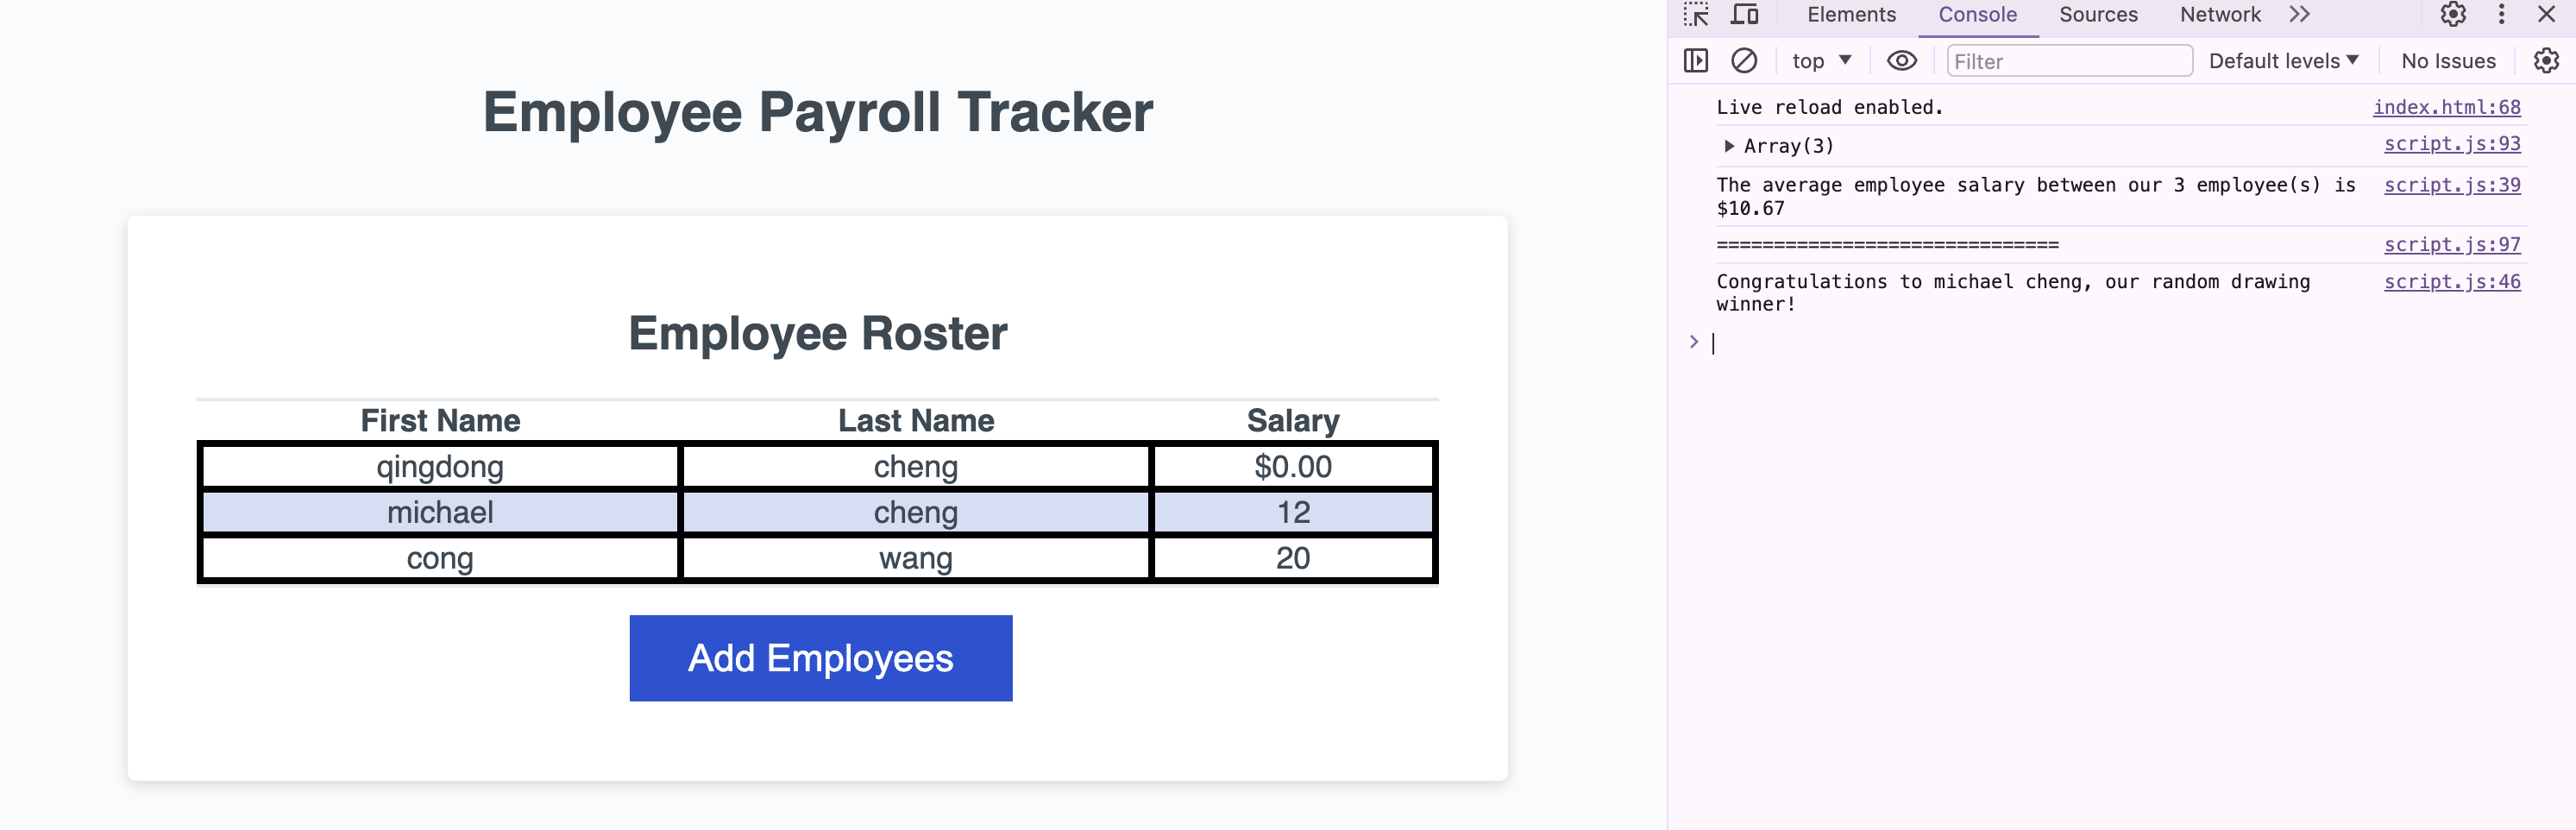 Employee Payroll Tracker
Employee Roster
First Name Last Name Salary
qingdong cheng $0.00
michael cheng 12
cong wang 20
Add Employees
Elements Console Sources Network
top Filter Default levels No Issues
Live reload enabled. index.html:68
Array(3) script.js:93
The average employee salary between our 3 employee(s) is script.js:39
$10.67
============================== script.js:97
Congratulations to michael cheng, our random drawing script.js:46
winner!